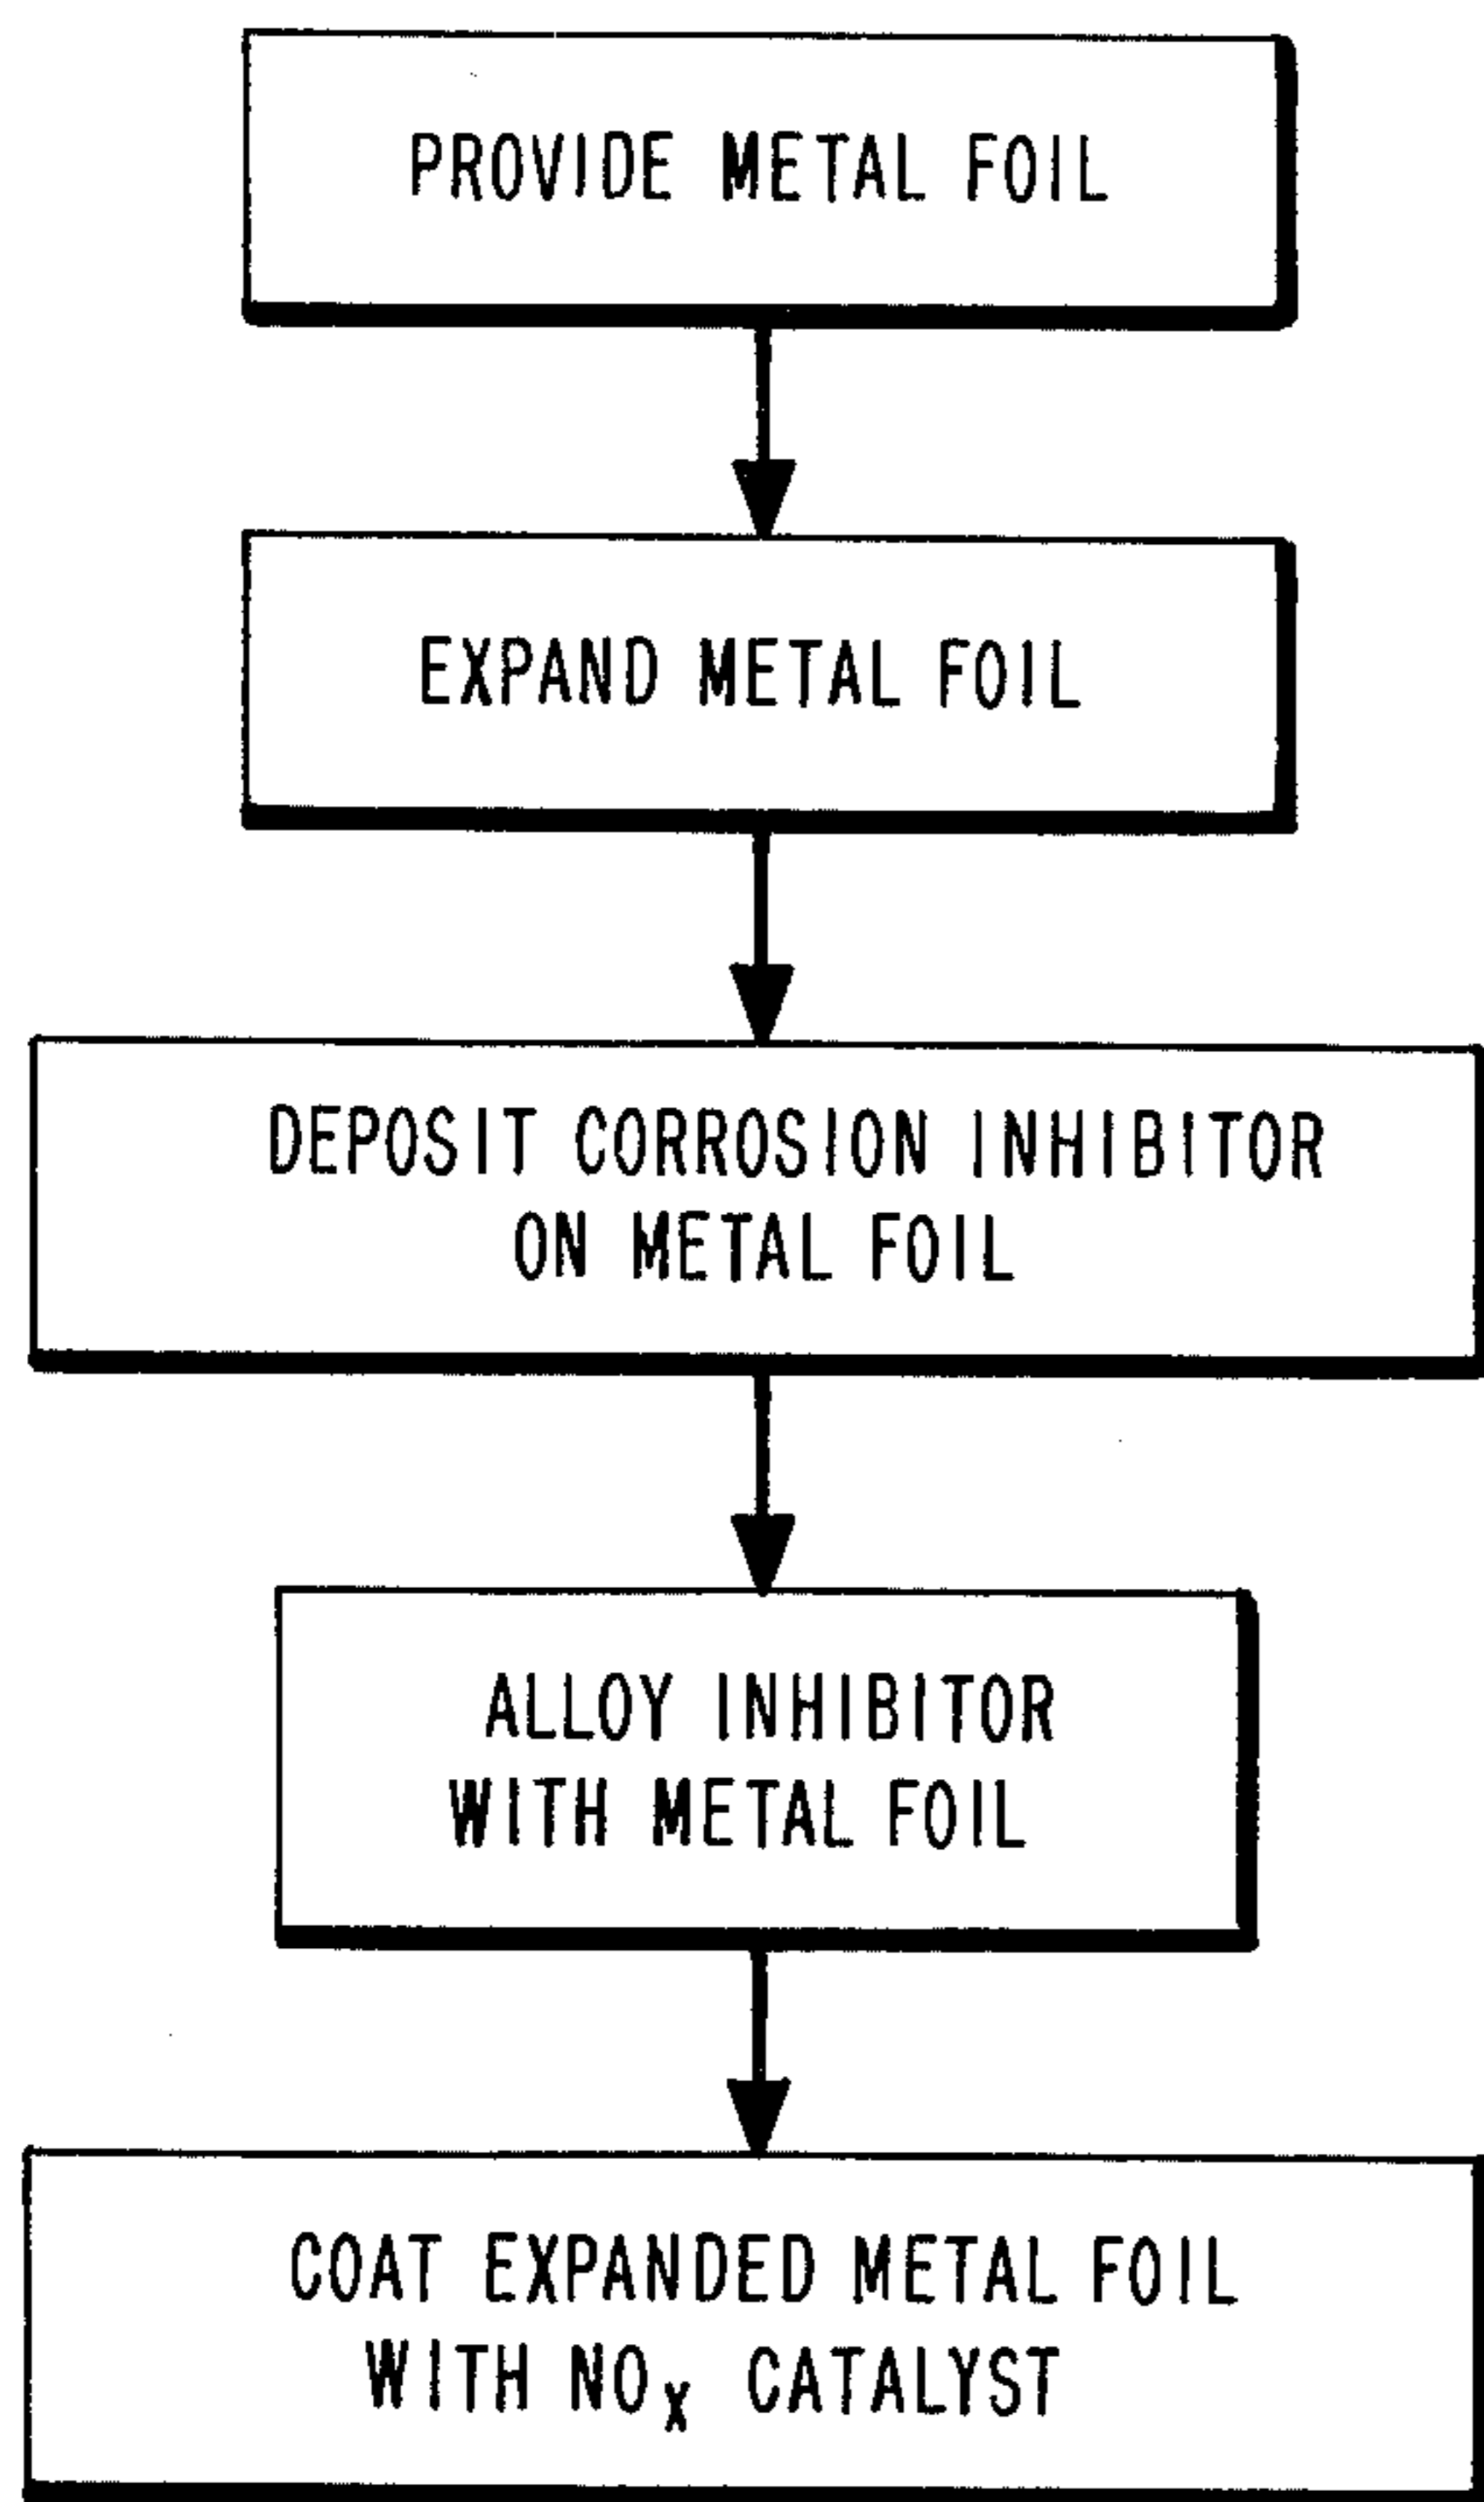 PROVIDE METAL FOIL
EXPAND METAL FOIL
DEPOSIT CORROSION INHIBITOR
ON METAL FOIL
ALLOY INHIBITOR
WITH METAL FOIL
COAT EXPANDED METAL FOIL
WITH NOx CATALYST